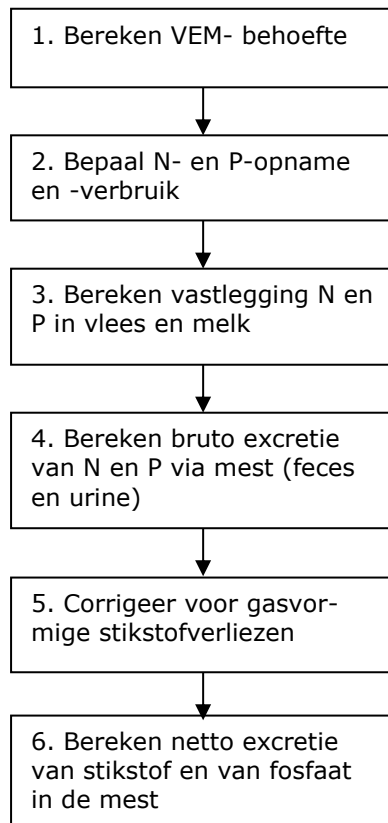 1. Bereken VEM- behoefte
2. Bepaal N- en P-opname
en -verbruik
3. Bereken vastlegging N en
P in vlees en melk
4. Bereken bruto excretie
van N en P via mest (feces
en urine)
5. Corrigeer voor gasvor-
mige stikstofverliezen
6. Bereken netto excretie
van stikstof en van fosfaat
in de mest